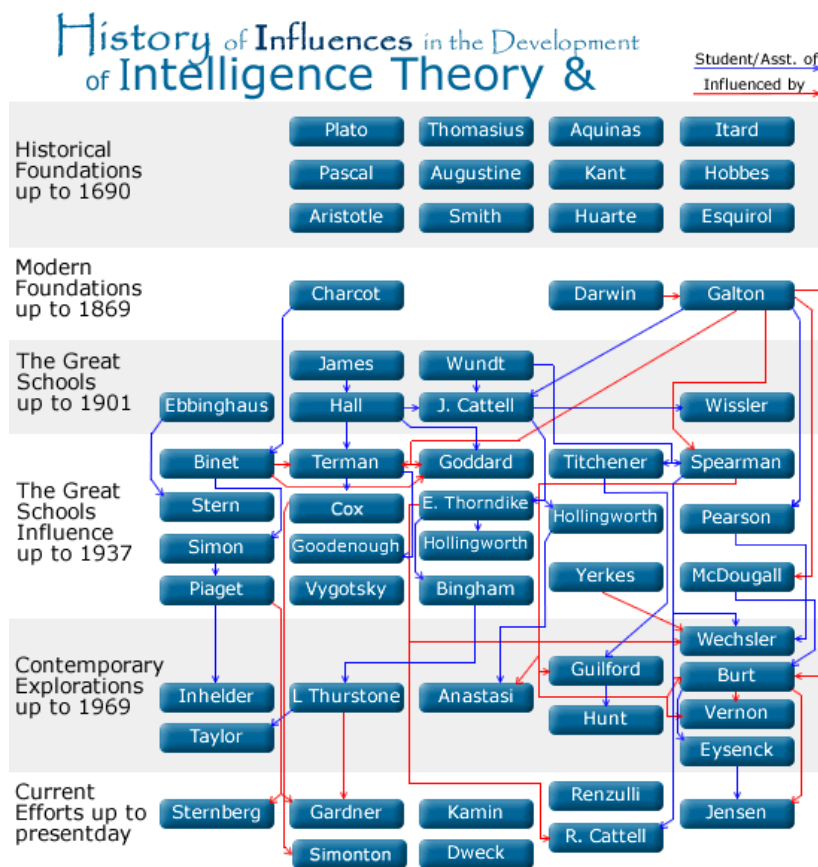 History of Influences in the Development
of Intelligence Theory &
Student/Asst. of
Influenced by
Historical
Foundations
up to 1690
Plato Thomasius Aquinas Itard
Pascal Augustine Kant Hobbes
Aristotle Smith Huarte Esquirol
Modern
Foundations
up to 1869
Charcot Darwin Galton
The Great
Schools
up to 1901
James Wundt
Ebbinghaus Hall J. Cattell Wissler
The Great
Schools
Influence
up to 1937
Binet Terman Goddard Titchener Spearman
Stern Cox E. Thorndike Hollingworth Pearson
Simon Goodenough Hollingworth
Piaget Vygotsky Bingham Yerkes McDougall
Contemporary
Explorations
up to 1969
Wechsler
Inhelder L Thurstone Anastasi Guilford Burt
Taylor Hunt Vernon
Eysenck
Current
Efforts up to
presentday
Renzulli
Sternberg Gardner Kamin R. Cattell Jensen
Simonton Dweck